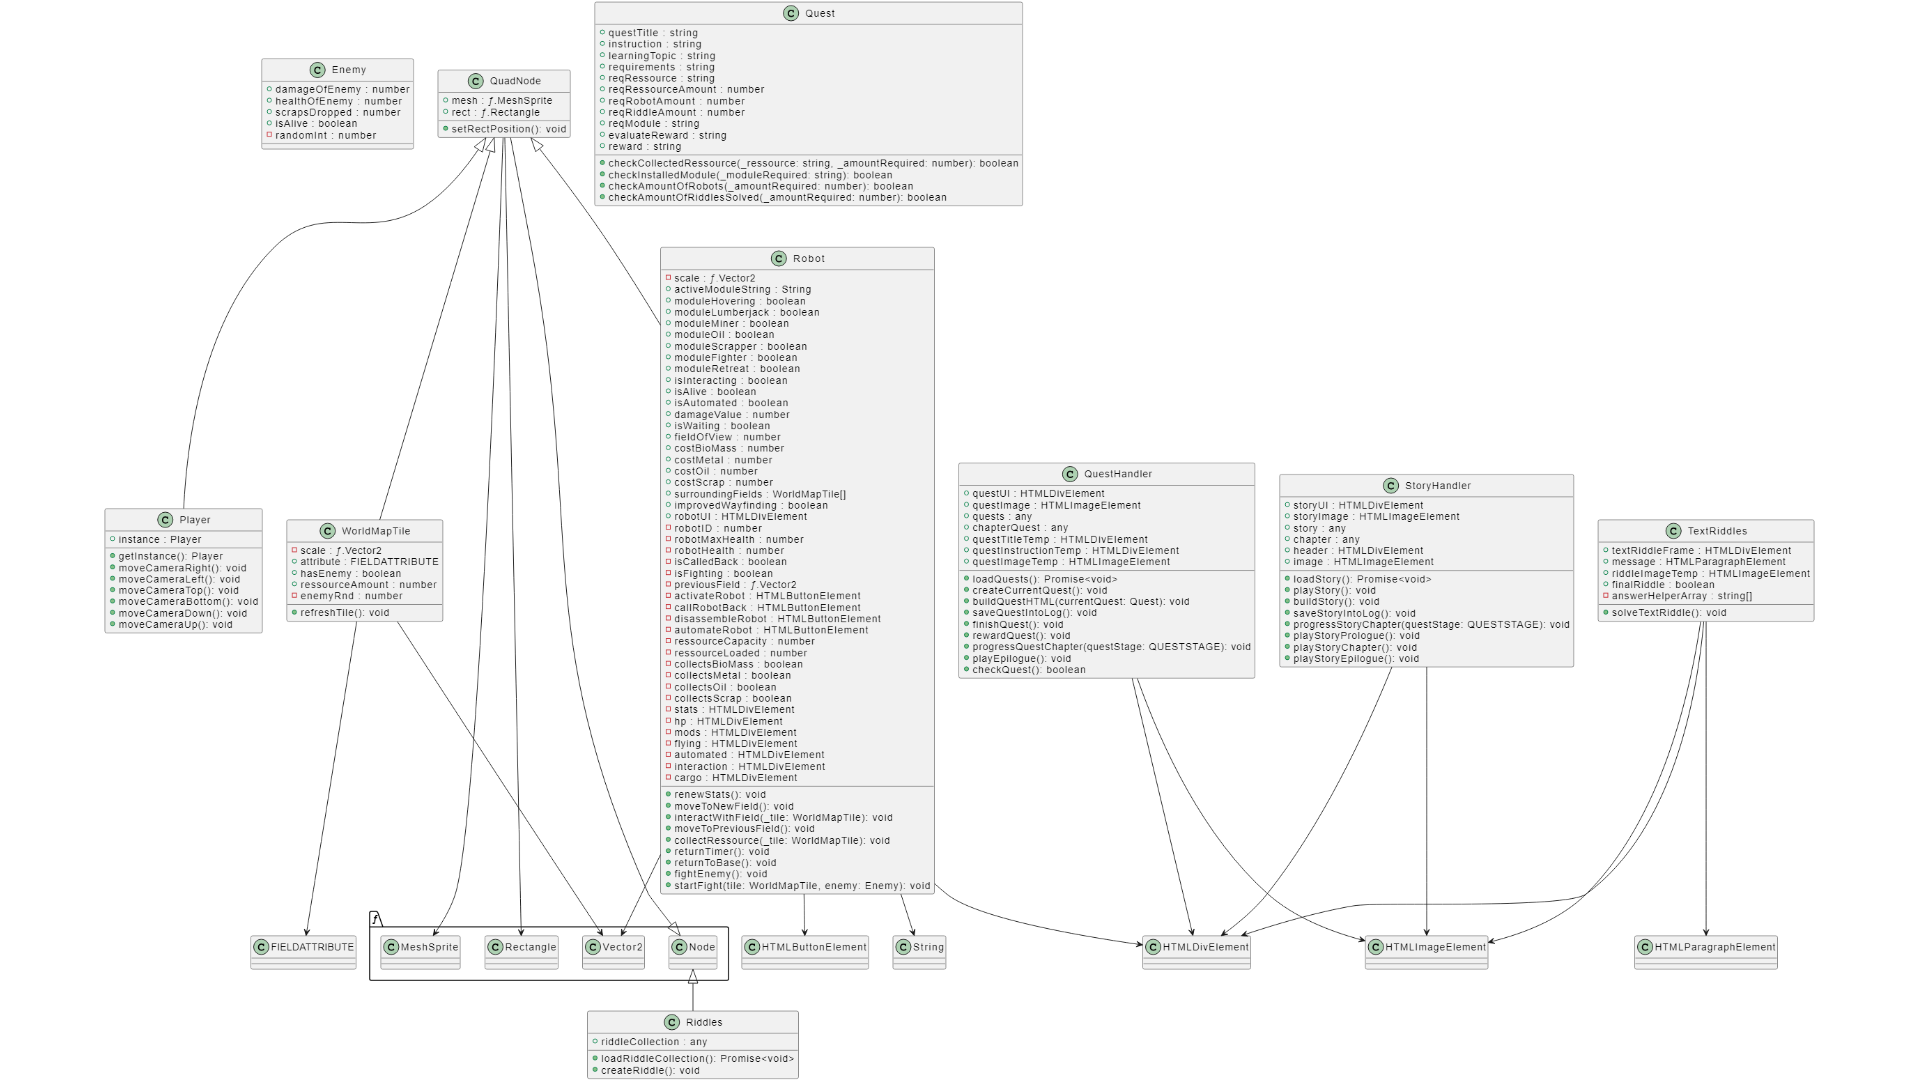 C Quest
questTitle : string
instruction : string
learningTopic : string
requirements : string
reqRessource : string
reqRessourceAmount : number
reqRobotAmount : number
reqRiddleAmount : number
reqModule : string
evaluateReward : string
reward : string
checkCollectedRessource(_ressource: string, _amountRequired: number): boolean
checkInstalledModule(_moduleRequired: string): boolean
checkAmountOfRobots(_amountRequired: number): boolean
checkAmountOfRiddlesSolved(_amountRequired: number): boolean
C Enemy
damageOfEnemy : number
healthOfEnemy : number
scrapsDropped : number
isAlive : boolean
randomInt : number
C QuadNode
mesh : ƒ.MeshSprite
rect : ƒ.Rectangle
setRectPosition(): void
C Robot
scale : ƒ.Vector2
activeModuleString : String
moduleHovering : boolean
moduleLumberjack : boolean
moduleMiner : boolean
moduleOil : boolean
moduleScrapper : boolean
moduleFighter : boolean
moduleRetreat : boolean
isInteracting : boolean
isAlive : boolean
isAutomated : boolean
damageValue : number
isWaiting : boolean
fieldOfView : number
costBioMass : number
costMetal : number
costOil : number
costScrap : number
surroundingFields : WorldMapTile[]
improvedWayfinding : boolean
robotUI : HTMLDivElement
robotID : number
robotMaxHealth : number
robotHealth : number
isCalledBack : boolean
isFighting : boolean
previousField : ƒ.Vector2
activateRobot : HTMLButtonElement
callRobotBack : HTMLButtonElement
disassembleRobot : HTMLButtonElement
automateRobot : HTMLButtonElement
ressourceCapacity : number
ressourceLoaded : number
collectsBioMass : boolean
collectsMetal : boolean
collectsOil : boolean
collectsScrap : boolean
stats : HTMLDivElement
hp : HTMLDivElement
mods : HTMLDivElement
flying : HTMLDivElement
automated : HTMLDivElement
interaction : HTMLDivElement
cargo : HTMLDivElement
renewStats(): void
moveToNewField(): void
interactWithField(_tile: WorldMapTile): void
moveToPreviousField(): void
collectRessource(_tile: WorldMapTile): void
returnTimer(): void
returnToBase(): void
fightEnemy(): void
startFight(tile: WorldMapTile, enemy: Enemy): void
C Player
instance : Player
getInstance(): Player
moveCameraRight(): void
moveCameraLeft(): void
moveCameraTop(): void
moveCameraBottom(): void
moveCameraDown(): void
moveCameraUp(): void
C WorldMapTile
scale : ƒ.Vector2
attribute : FIELDATTRIBUTE
hasEnemy : boolean
ressourceAmount : number
enemyRnd : number
refreshTile(): void
C QuestHandler
questUI : HTMLDivElement
questImage : HTMLImageElement
quests : any
chapterQuest : any
questTitleTemp : HTMLDivElement
questInstructionTemp : HTMLDivElement
questImageTemp : HTMLDivElement
loadQuests(): Promise<void>
createCurrentQuest(): void
buildQuestHTML(currentQuest: Quest): void
saveQuestIntoLog(): void
finishQuest(): void
rewardQuest(): void
progressQuestChapter(questStage: QUESTSTAGE): void
playEpilogue(): void
checkQuest(): boolean
C StoryHandler
storyUI : HTMLDivElement
storyImage : HTMLImageElement
story : any
chapter : any
header : HTMLDivElement
image : HTMLImageElement
loadStory(): Promise<void>
playStory(): void
buildStory(): void
saveStoryIntoLog(): void
progressStoryChapter(questStage: QUESTSTAGE): void
playStoryPrologue(): void
playStoryChapter(): void
playStoryEpilogue(): void
C TextRiddles
textRiddleFrame : HTMLDivElement
message : HTMLParagraphElement
riddleImageTemp : HTMLImageElement
finalRiddle : boolean
answerHelperArray : string[]
solveTextRiddle(): void
ƒ
C FIELDATTRIBUTE
C MeshSprite
C Rectangle
C Vector2
C Node
C HTMLButtonElement
C String
C HTMLDivElement
C HTMLImageElement
C HTMLParagraphElement
C Riddles
riddleCollection : any
loadRiddleCollection(): Promise<void>
createRiddle(): void